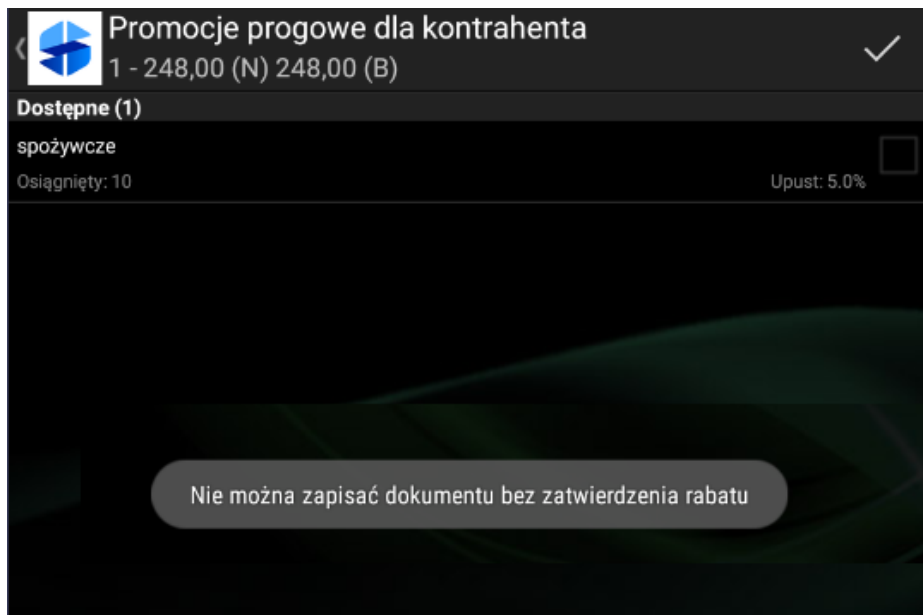 Promocje progowe dla kontrahenta
1 - 248,00 (N) 248,00 (B)
Dostępne (1)
spożywcze
Osiągnięty: 10
Upust: 5.0%
Nie można zapisać dokumentu bez zatwierdzenia rabatu